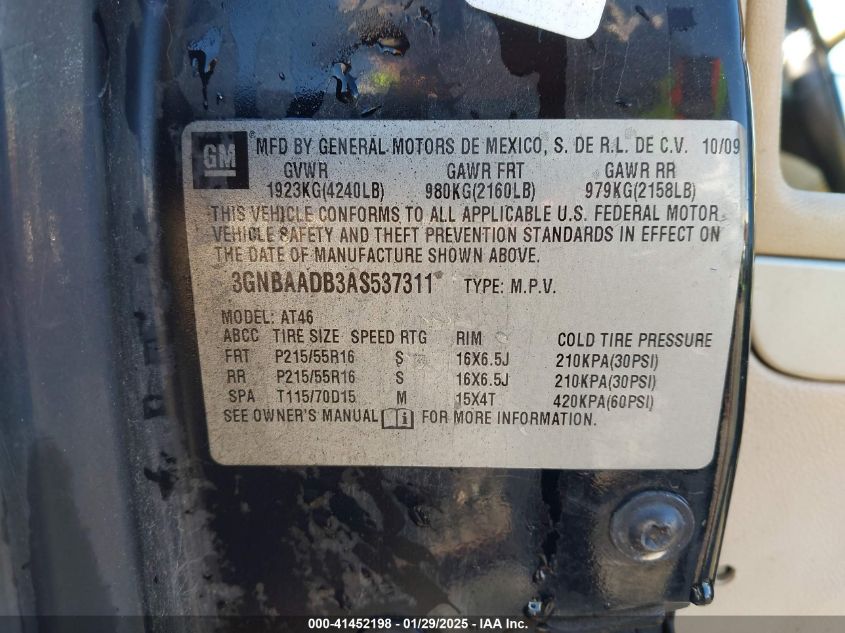 GM MFD BY GENERAL MOTORS DE MEXICO, S. DE R.L. DE C.V. 10/09
GVWR GAWR FRT GAWR RR
1923KG(4240LB) 980KG(2160LB) 979KG(2158LB)
THIS VEHICLE CONFORMS TO ALL APPLICABLE U.S. FEDERAL MOTOR
VEHICLE SAFETY AND THEFT PREVENTION STANDARDS IN EFFECT ON
THE DATE OF MANUFACTURE SHOWN ABOVE.
3GNBAADB3AS537311* TYPE: M.P.V.
MODEL: AT46
ABCC TIRE SIZE SPEED RTG RIM COLD TIRE PRESSURE
FRT P215/55R16 S 16X6.5J 210KPA(30PSI)
RR P215/55R16 S 16X6.5J 210KPA(30PSI)
SPA T115/70D15 M 15X4T 420KPA(60PSI)
SEE OWNER'S MANUAL i FOR MORE INFORMATION.
000-41452198 - 01/29/2025 - IAA Inc.